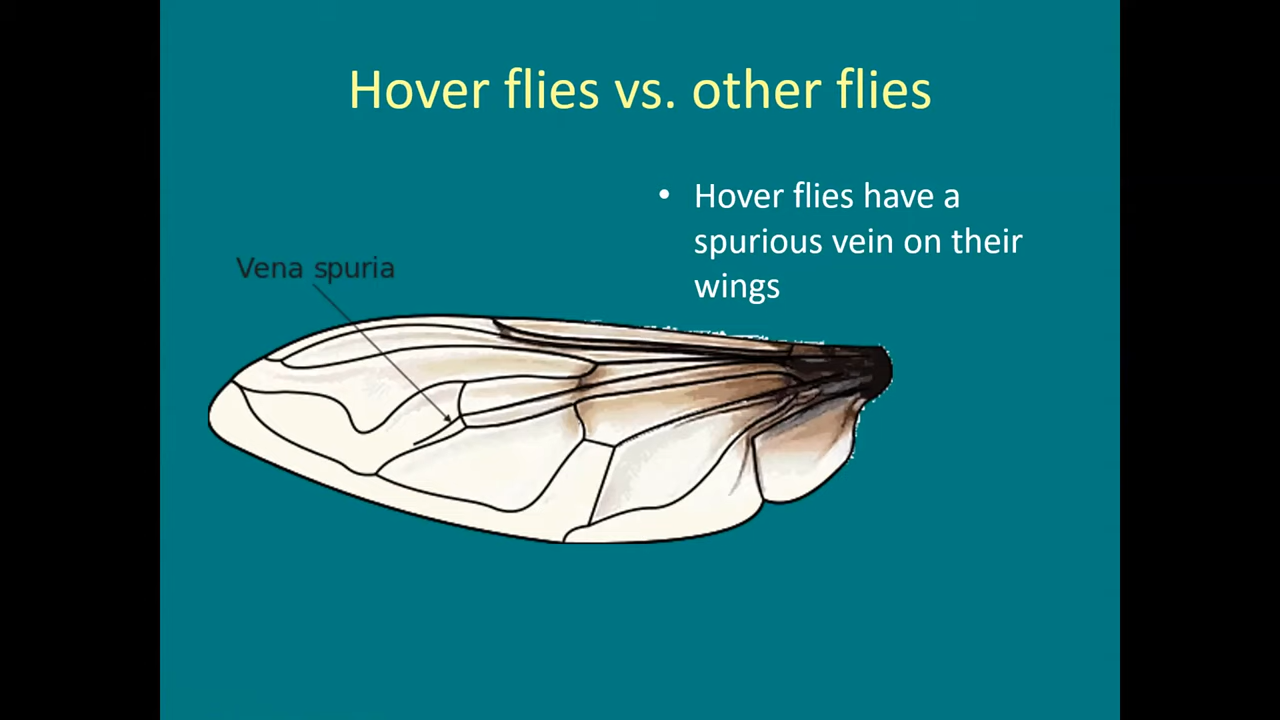 Hover flies vs. other flies
• Hover flies have a
spurious vein on their
wings
Vena spuria